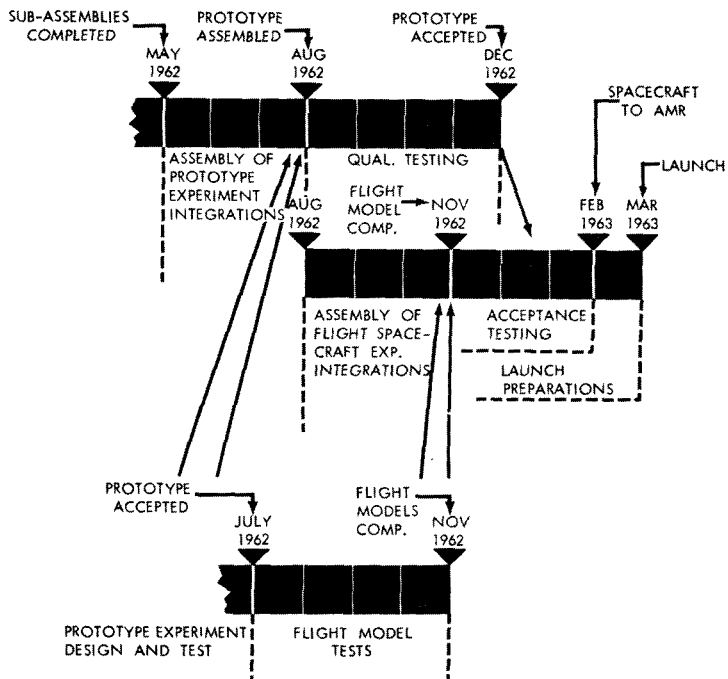 SUB-ASSEMBLIES
COMPLETED
MAY
1962
PROTOTYPE
ASSEMBLED
AUG
1962
PROTOTYPE
ACCEPTED
DEC
1962
ASSEMBLY OF
PROTOTYPE
EXPERIMENT
INTEGRATIONS
QUAL. TESTING
SPACECRAFT
TO AMR
LAUNCH
AUG
1962
FLIGHT
MODEL
COMP.
NOV
1962
FEB
1963
MAR
1963
ASSEMBLY OF
FLIGHT SPACE-
CRAFT EXP.
INTEGRATIONS
ACCEPTANCE
TESTING
LAUNCH
PREPARATIONS
PROTOTYPE
ACCEPTED
JULY
1962
FLIGHT
MODELS
COMP.
NOV
1962
PROTOTYPE EXPERIMENT
DESIGN AND TEST
FLIGHT MODEL
TESTS